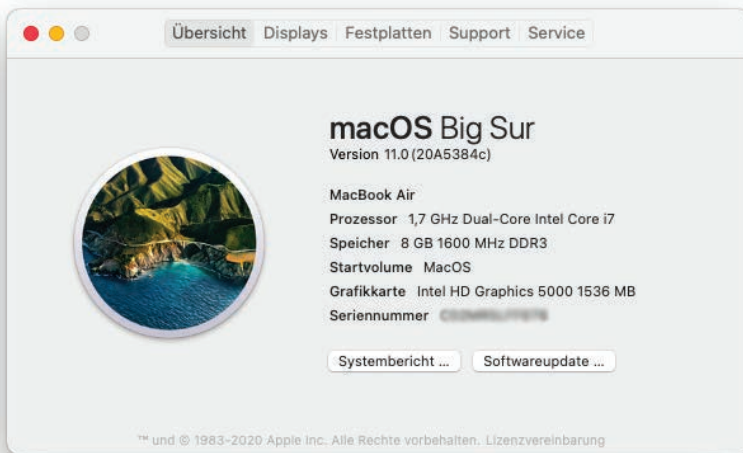 Übersicht Displays Festplatten Support Service
macOS Big Sur
Version 11.0 (20A5384c)
MacBook Air
Prozessor 1,7 GHz Dual-Core Intel Core i7
Speicher 8 GB 1600 MHz DDR3
Startvolume MacOS
Grafikkarte Intel HD Graphics 5000 1536 MB
Seriennummer
Systembericht ... Softwareupdate ...
™ und © 1983-2020 Apple Inc. Alle Rechte vorbehalten. Lizenzvereinbarung